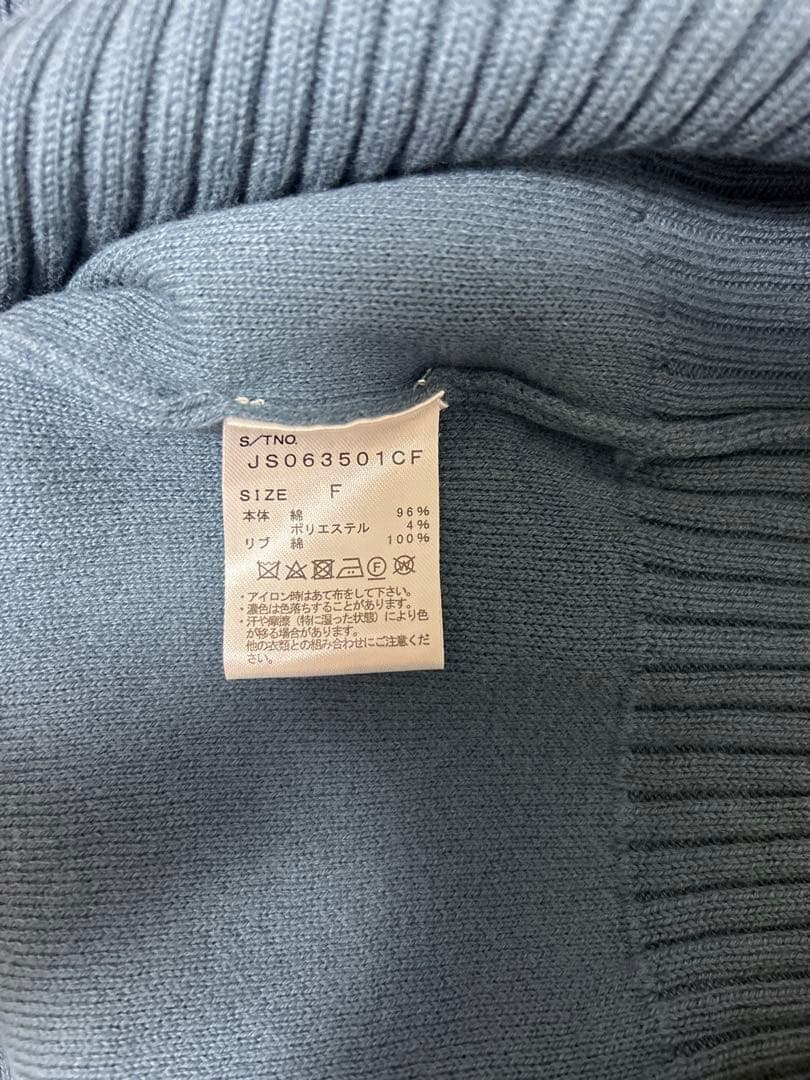 S/TNO.
JS063501CF
SIZE F
本体 綿 96%
ポリエステル 4%
リブ 綿 100%
F W
・アイロン時はあて布をして下さい。
・濃色は色落ちすることがあります。
・汗や摩擦(特に湿った状態)により色
が移る場合があります。
他の衣類との組み合わせにご注意くだ
さい。